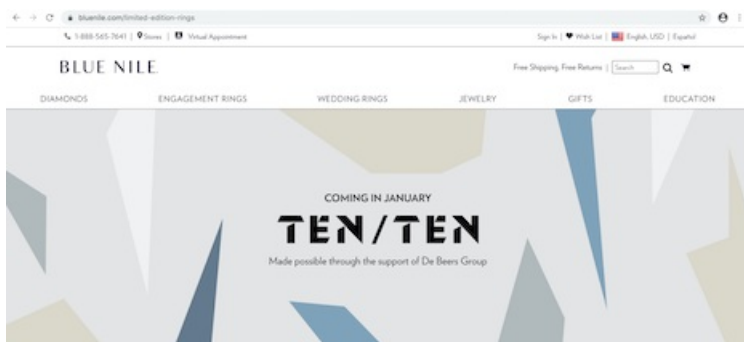 bluenile.com/limited-edition-rings
1-888-565-7641 | Stores | Virtual Appointment
Sign In | Wish List | English, USD | Español
BLUE NILE
Free Shipping, Free Returns | Search
DIAMONDS ENGAGEMENT RINGS WEDDING RINGS JEWELRY GIFTS EDUCATION
COMING IN JANUARY
TEN/TEN
Made possible through the support of De Beers Group